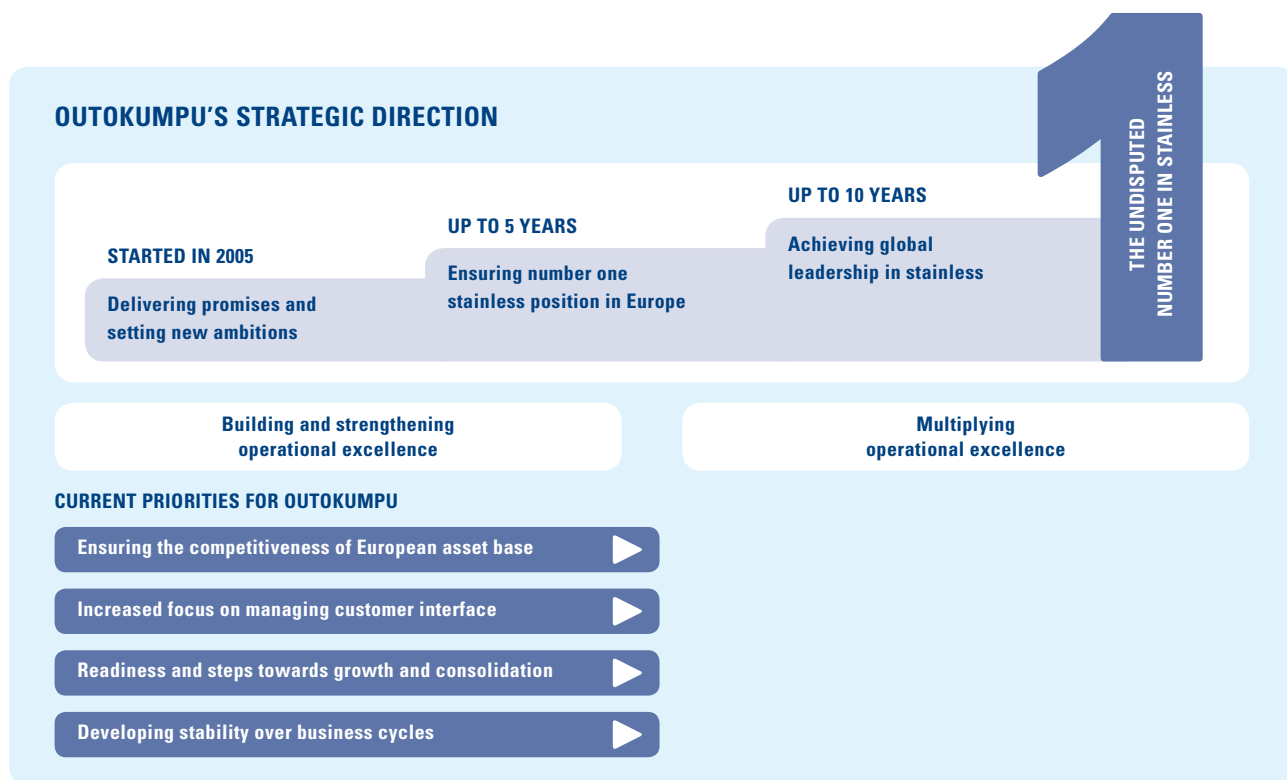 OUTOKUMPU'S STRATEGIC DIRECTION
THE UNDISPUTED
NUMBER ONE IN STAINLESS
STARTED IN 2005
Delivering promises and
setting new ambitions
UP TO 5 YEARS
Ensuring number one
stainless position in Europe
UP TO 10 YEARS
Achieving global
leadership in stainless
1
Building and strengthening
operational excellence
Multiplying
operational excellence
CURRENT PRIORITIES FOR OUTOKUMPU
Ensuring the competitiveness of European asset base
Increased focus on managing customer interface
Readiness and steps towards growth and consolidation
Developing stability over business cycles